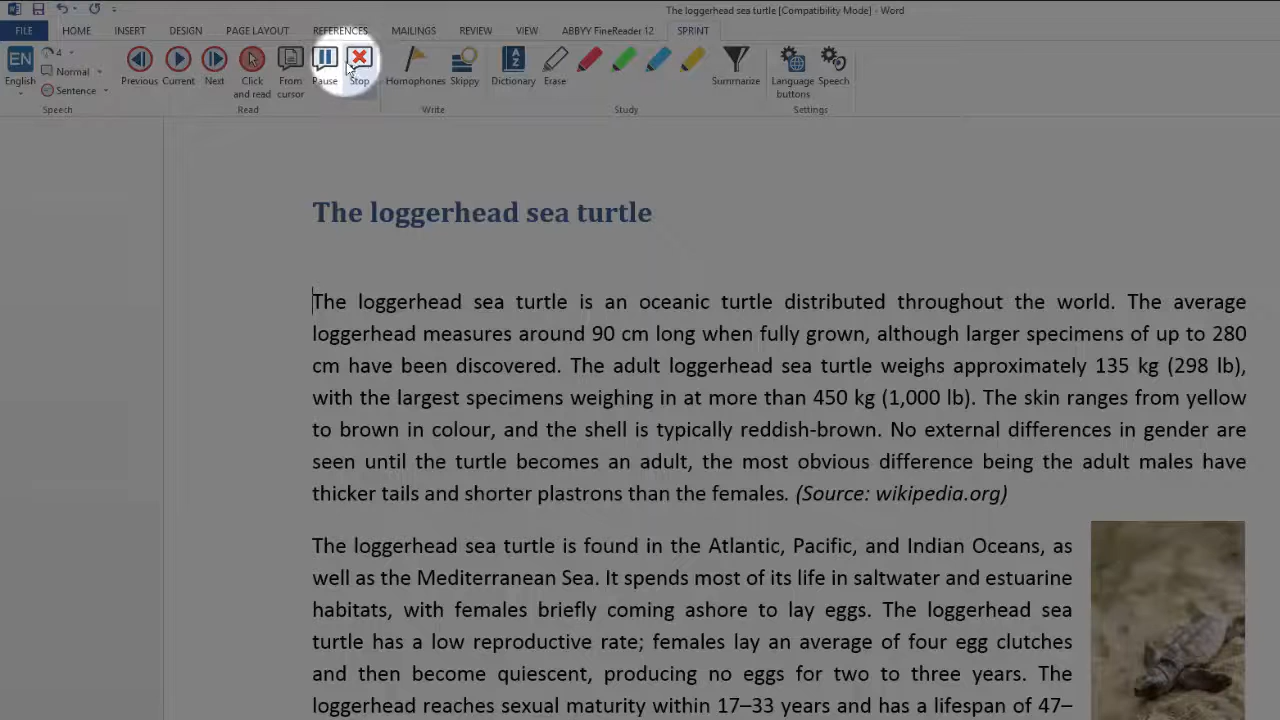 The loggerhead sea turtle [Compatibility Mode] - Word
FILE HOME INSERT DESIGN PAGE LAYOUT REFERENCES MAILINGS REVIEW VIEW ABBYY FineReader 12 SPRINT
EN 4
Normal
English Sentence
Previous Current Next Click and read From cursor Pause Stop Homophones Skippy Dictionary Erase Summarize Language buttons Speech
A Z
Speech Read Write Study Settings
The loggerhead sea turtle
The loggerhead sea turtle is an oceanic turtle distributed throughout the world. The average
loggerhead measures around 90 cm long when fully grown, although larger specimens of up to 280
cm have been discovered. The adult loggerhead sea turtle weighs approximately 135 kg (298 lb),
with the largest specimens weighing in at more than 450 kg (1,000 lb). The skin ranges from yellow
to brown in colour, and the shell is typically reddish-brown. No external differences in gender are
seen until the turtle becomes an adult, the most obvious difference being the adult males have
thicker tails and shorter plastrons than the females. (Source: wikipedia.org)
The loggerhead sea turtle is found in the Atlantic, Pacific, and Indian Oceans, as
well as the Mediterranean Sea. It spends most of its life in saltwater and estuarine
habitats, with females briefly coming ashore to lay eggs. The loggerhead sea
turtle has a low reproductive rate; females lay an average of four egg clutches
and then become quiescent, producing no eggs for two to three years. The
loggerhead reaches sexual maturity within 17–33 years and has a lifespan of 47–